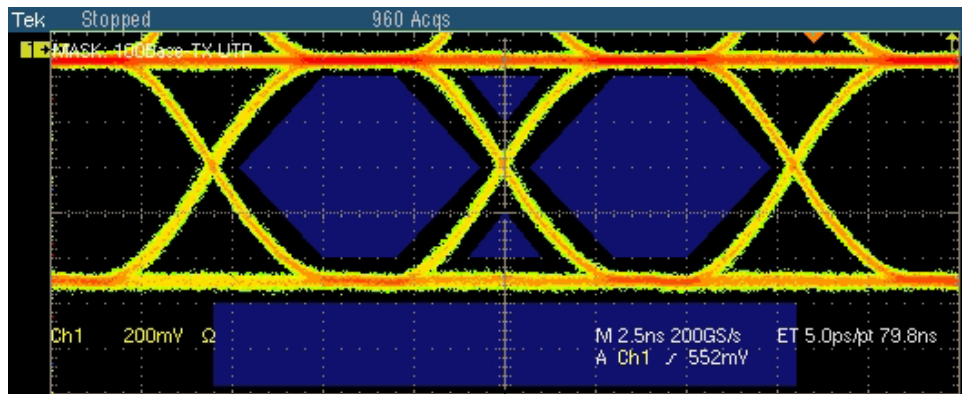 Tek Stopped 960 Acqs
1 MASK: 100Base-TX UTP
Ch1 200mV Ω M 2.5ns 200GS/s ET 5.0ps/pt 79.8ns
A Ch1 ∕ 552mV